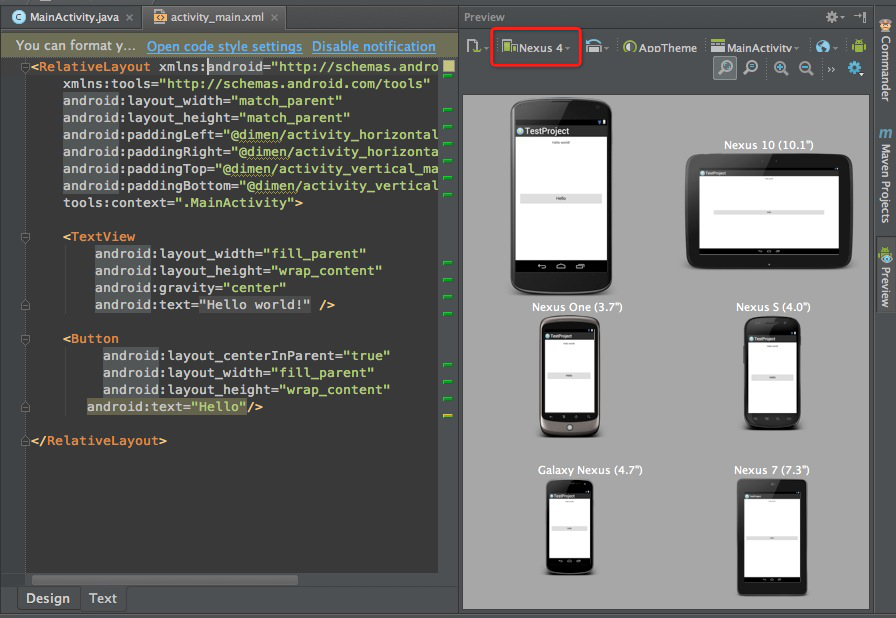 MainActivity.java
activity_main.xml
Preview
You can format y... Open code style settings Disable notification
Nexus 4
AppTheme
MainActivity
<RelativeLayout xmlns:android="http://schemas.andro
xmlns:tools="http://schemas.android.com/tools"
android:layout_width="match_parent"
android:layout_height="match_parent"
android:paddingLeft="@dimen/activity_horizontal
android:paddingRight="@dimen/activity_horizonta
android:paddingTop="@dimen/activity_vertical_ma
android:paddingBottom="@dimen/activity_vertical
tools:context=".MainActivity">
<TextView
android:layout_width="fill_parent"
android:layout_height="wrap_content"
android:gravity="center"
android:text="Hello world!" />
<Button
android:layout_centerInParent="true"
android:layout_width="fill_parent"
android:layout_height="wrap_content"
android:text="Hello"/>
</RelativeLayout>
Design
Text
TestProject
Hello world!
Hello
Nexus 10 (10.1")
TestProject
Nexus One (3.7")
TestProject
Hello
Nexus S (4.0")
TestProject
Hello
Galaxy Nexus (4.7")
TestProject
Nexus 7 (7.3")
TestProject
Commander
m Maven Projects
Preview